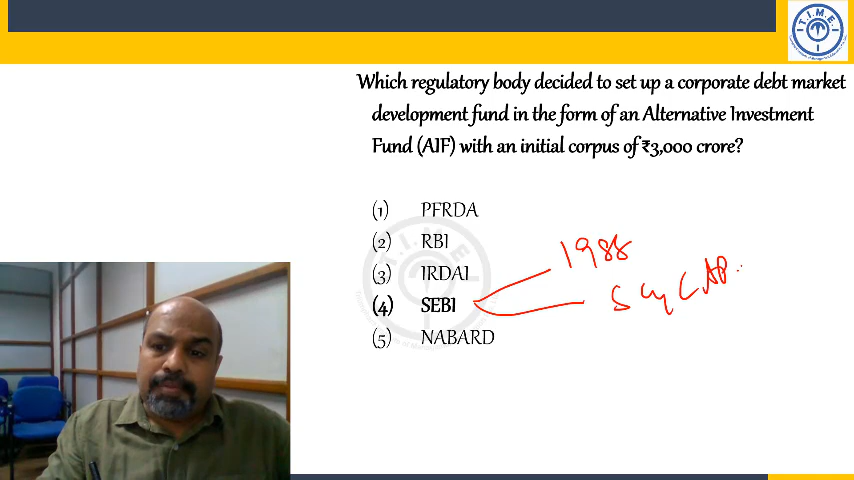 T.I.M.E.
Which regulatory body decided to set up a corporate debt market
development fund in the form of an Alternative Investment
Fund (AIF) with an initial corpus of ₹3,000 crore?
(1) PFRDA
(2) RBI
(3) IRDAI
(4) SEBI
(5) NABARD
1988